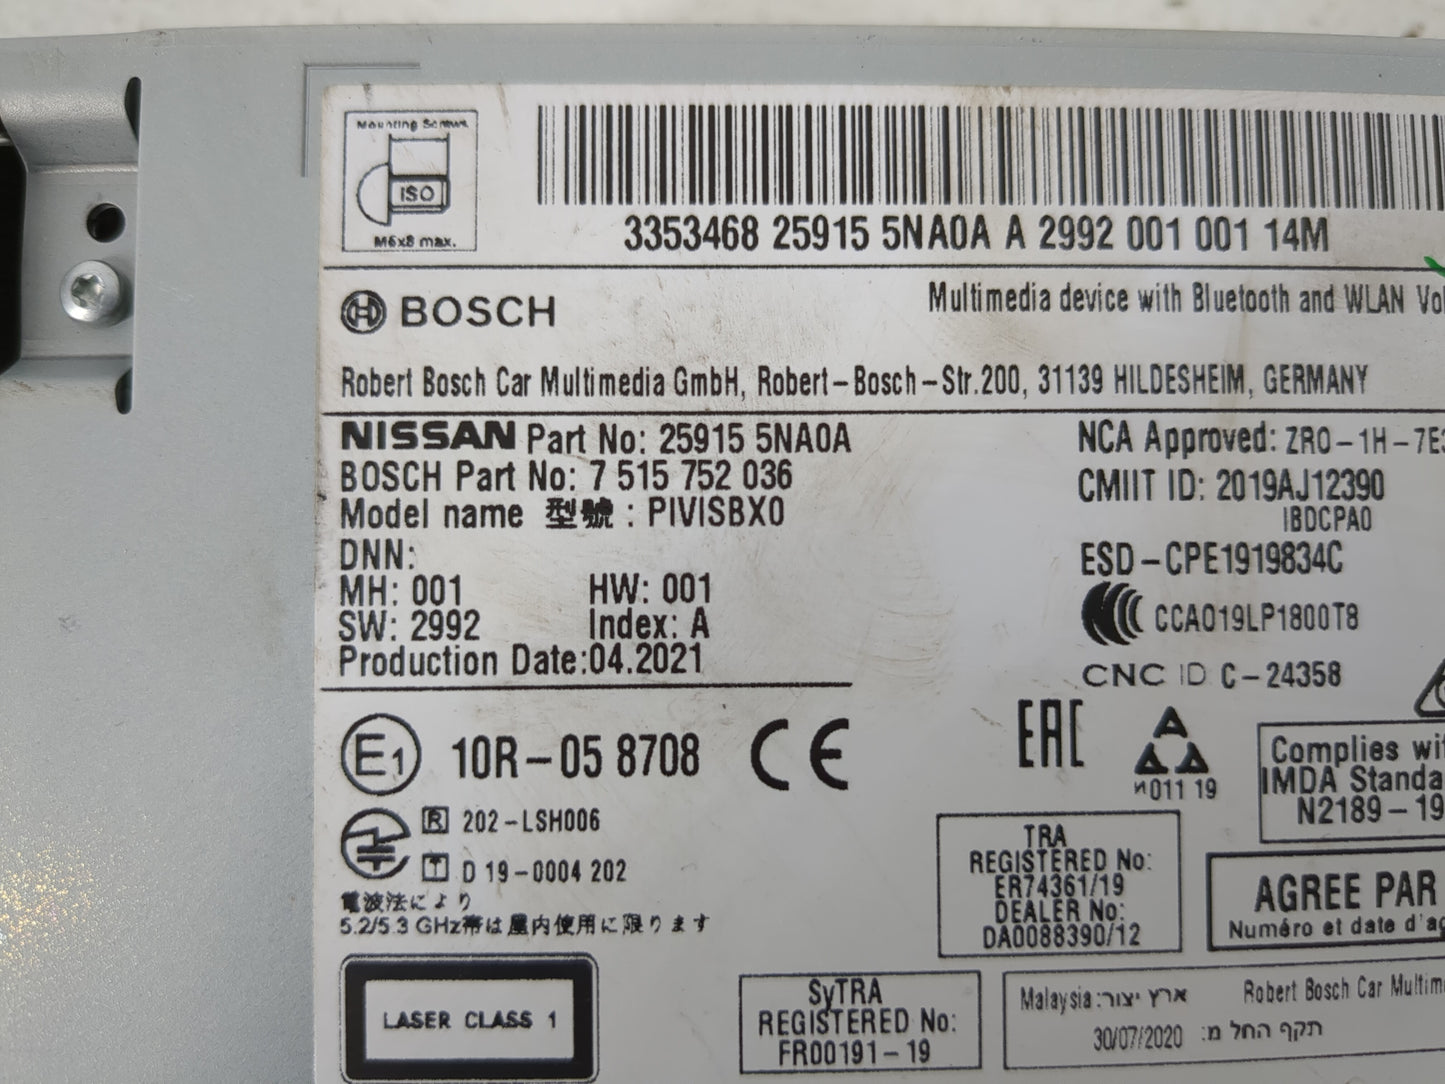 Mounting Screws
ISO
M6x8 max.
3353468 25915 5NA0A A 2992 001 001 14M
BOSCH
Multimedia device with Bluetooth and WLAN
Robert Bosch Car Multimedia GmbH, Robert-Bosch-Str.200, 31139 HILDESHEIM, GERMANY
NISSAN Part No: 25915 5NA0A
BOSCH Part No: 7 515 752 036
Model name 型號 : PIVISBX0
DNN:
MH: 001 HW: 001
SW: 2992 Index: A
Production Date:04.2021
NCA Approved: ZRO-1H-7E
CMIIT ID: 2019AJ12390
IBDCPA0
ESD-CPE1919834C
CCAO19LP1800T8
CNC ID C-24358
E1 10R-05 8708 CE
R 202-LSH006
T D 19-0004 202
電波法により
5.2/5.3 GHz帯は屋内使用に限ります
LASER CLASS 1
EAC
И011 19
Complies
IMDA Standa
N2189-19
TRA
REGISTERED No:
ER74361/19
DEALER No:
DA0088390/12
AGREE PAR
Numéro et date d'ag
SyTRA
REGISTERED No:
FR00191-19
Malaysia :ארץ יצור Robert Bosch Car Multim
תקף החל מ: 30/07/2020